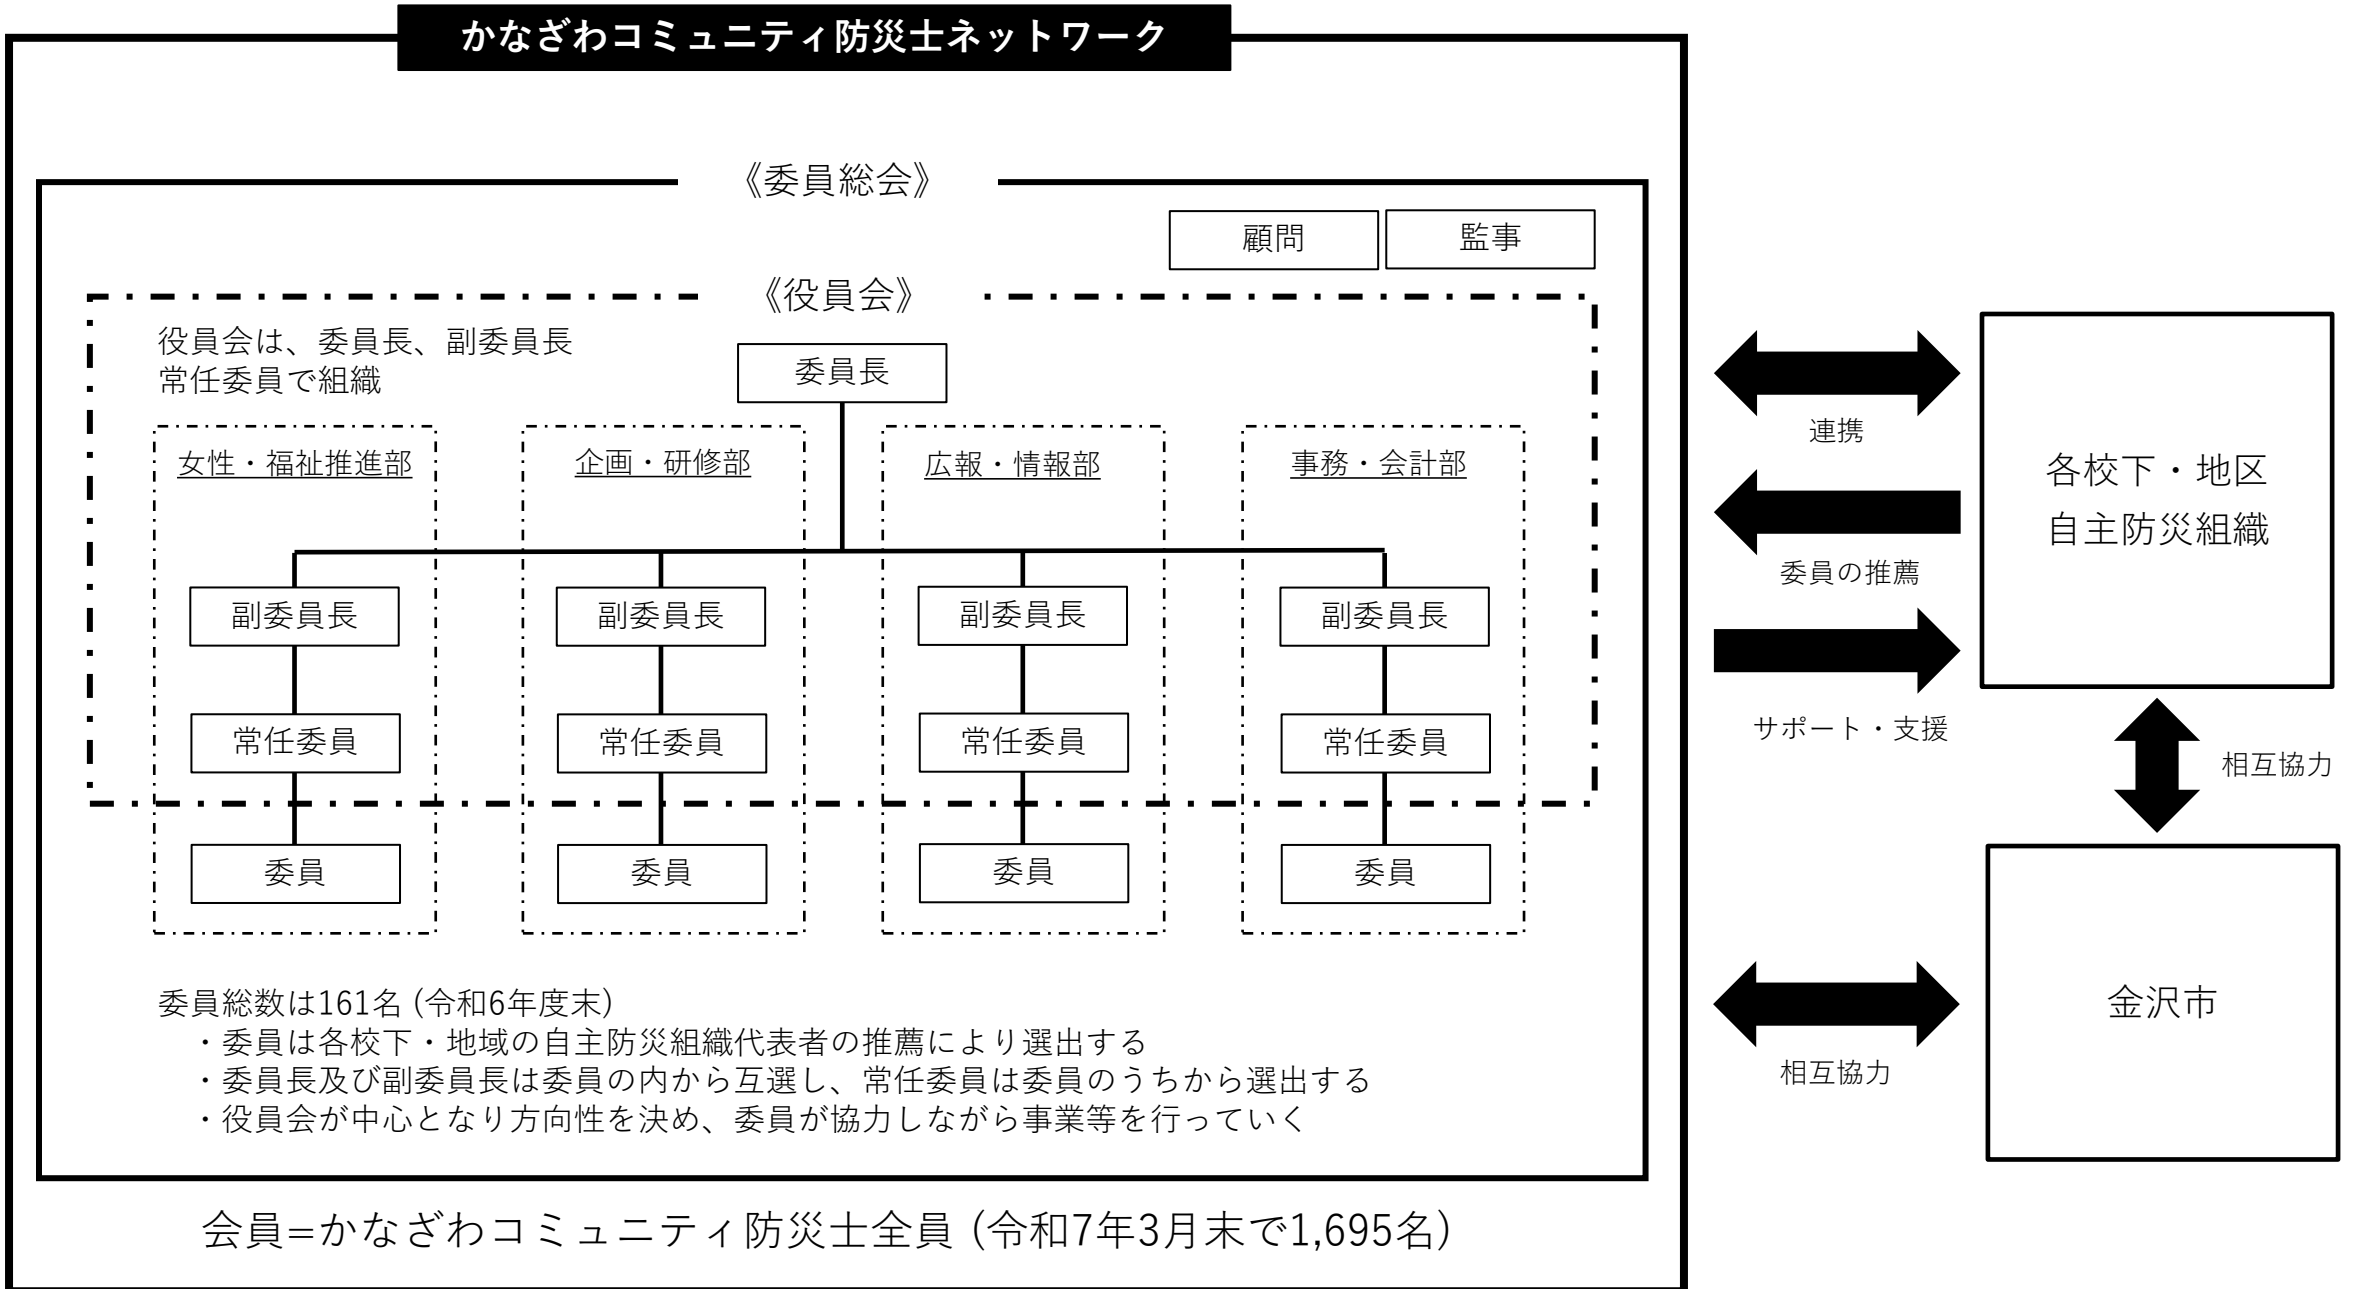 かなざわコミュニティ防災士ネットワーク
《委員総会》
顧問
監事
《役員会》
役員会は、委員長、副委員長
常任委員で組織
委員長
女性・福祉推進部
企画・研修部
広報・情報部
事務・会計部
副委員長
副委員長
副委員長
副委員長
常任委員
常任委員
常任委員
常任委員
委員
委員
委員
委員
委員総数は161名 (令和6年度末)
・委員は各校下・地域の自主防災組織代表者の推薦により選出する
・委員長及び副委員長は委員の内から互選し、常任委員は委員のうちから選出する
・役員会が中心となり方向性を決め、委員が協力しながら事業等を行っていく
会員=かなざわコミュニティ防災士全員 (令和7年3月末で1,695名)
連携
委員の推薦
サポート・支援
各校下・地区
自主防災組織
相互協力
金沢市
相互協力